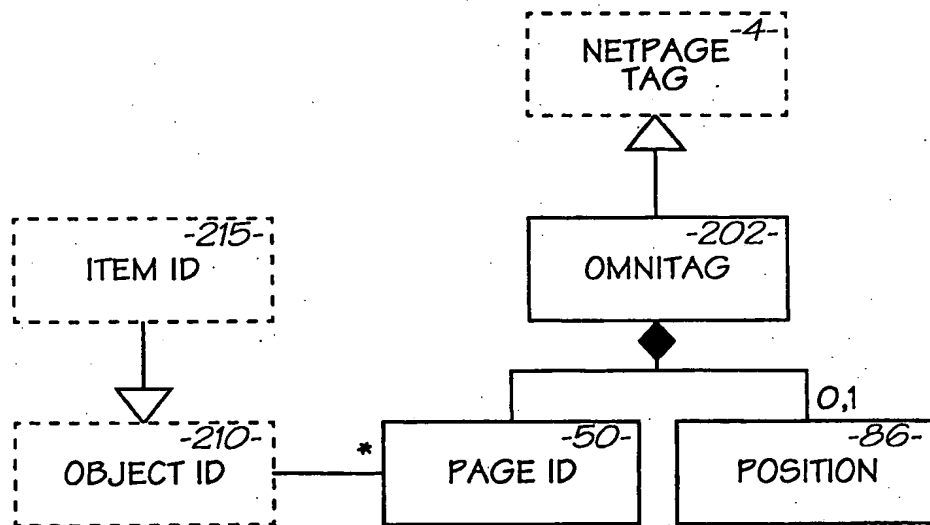 -4-
NETPAGE
TAG
-215-
ITEM ID
-202-
OMNITAG
0,1
-210-
OBJECT ID
*
-50-
PAGE ID
-86-
POSITION